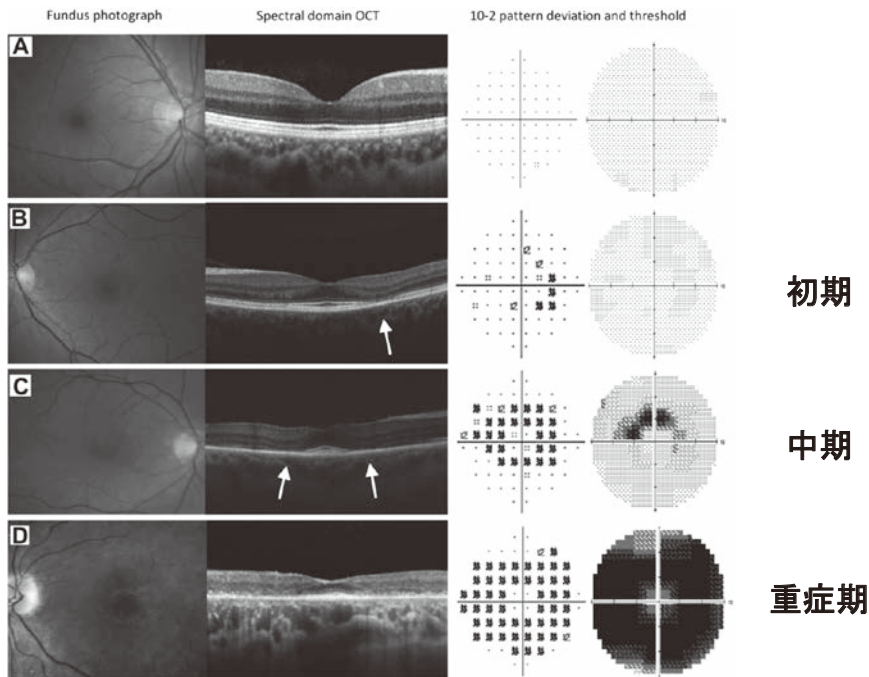 Fundus photograph
Spectral domain OCT
10-2 pattern deviation and threshold
A
B
初期
C
中期
D
重症期